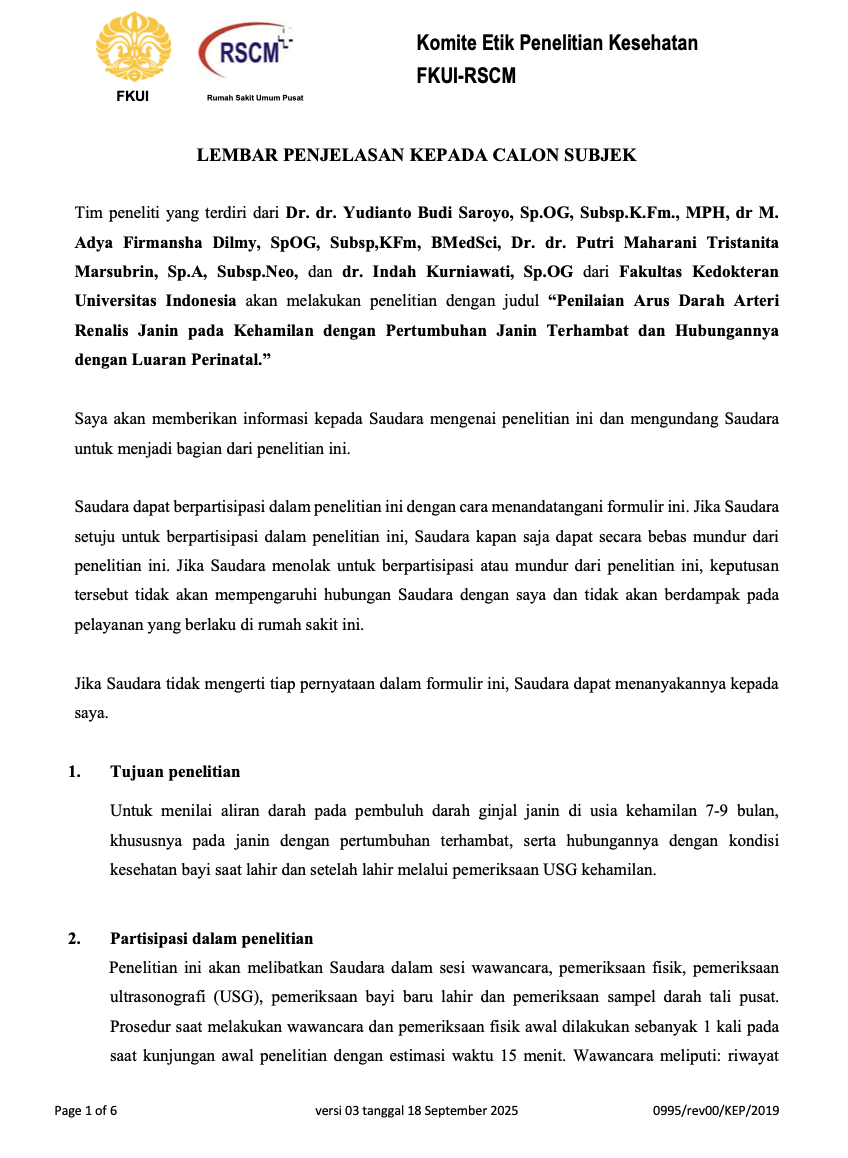 FKUI
RSCM
Rumah Sakit Umum Pusat
Komite Etik Penelitian Kesehatan
FKUI-RSCM
LEMBAR PENJELASAN KEPADA CALON SUBJEK
Tim peneliti yang terdiri dari Dr. dr. Yudianto Budi Saroyo, Sp.OG, Subsp.K.Fm., MPH, dr M.
Adya Firmansha Dilmy, SpOG, Subsp,KFm, BMedSci, Dr. dr. Putri Maharani Tristanita
Marsubrin, Sp.A, Subsp.Neo, dan dr. Indah Kurniawati, Sp.OG dari Fakultas Kedokteran
Universitas Indonesia akan melakukan penelitian dengan judul “Penilaian Arus Darah Arteri
Renalis Janin pada Kehamilan dengan Pertumbuhan Janin Terhambat dan Hubungannya
dengan Luaran Perinatal.”
Saya akan memberikan informasi kepada Saudara mengenai penelitian ini dan mengundang Saudara
untuk menjadi bagian dari penelitian ini.
Saudara dapat berpartisipasi dalam penelitian ini dengan cara menandatangani formulir ini. Jika Saudara
setuju untuk berpartisipasi dalam penelitian ini, Saudara kapan saja dapat secara bebas mundur dari
penelitian ini. Jika Saudara menolak untuk berpartisipasi atau mundur dari penelitian ini, keputusan
tersebut tidak akan mempengaruhi hubungan Saudara dengan saya dan tidak akan berdampak pada
pelayanan yang berlaku di rumah sakit ini.
Jika Saudara tidak mengerti tiap pernyataan dalam formulir ini, Saudara dapat menanyakannya kepada
saya.
1. Tujuan penelitian
Untuk menilai aliran darah pada pembuluh darah ginjal janin di usia kehamilan 7-9 bulan,
khususnya pada janin dengan pertumbuhan terhambat, serta hubungannya dengan kondisi
kesehatan bayi saat lahir dan setelah lahir melalui pemeriksaan USG kehamilan.
2. Partisipasi dalam penelitian
Penelitian ini akan melibatkan Saudara dalam sesi wawancara, pemeriksaan fisik, pemeriksaan
ultrasonografi (USG), pemeriksaan bayi baru lahir dan pemeriksaan sampel darah tali pusat.
Prosedur saat melakukan wawancara dan pemeriksaan fisik awal dilakukan sebanyak 1 kali pada
saat kunjungan awal penelitian dengan estimasi waktu 15 menit. Wawancara meliputi: riwayat
Page 1 of 6 versi 03 tanggal 18 September 2025 0995/rev00/KEP/2019